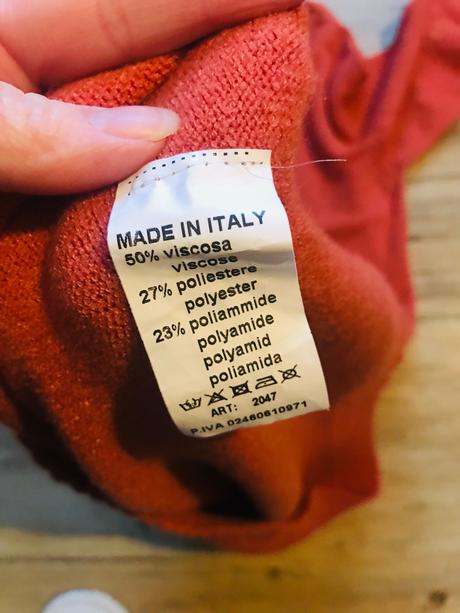 MADE IN ITALY
50% viscosa
viscose
27% poliestere
polyester
23% poliammide
polyamide
polyamid
poliamida
ART: 2047
P.IVA 02460610971